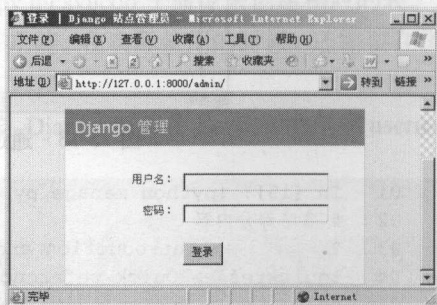 登录 | Django 站点管理员 - Microsoft Internet Explorer
文件(F) 编辑(E) 查看(V) 收藏(A) 工具(T) 帮助(H)
后退 搜索 收藏夹
地址(D) http://127.0.0.1:8000/admin/ 转到 链接 »
Django 管理
用户名：
密码：
登录
完毕 Internet